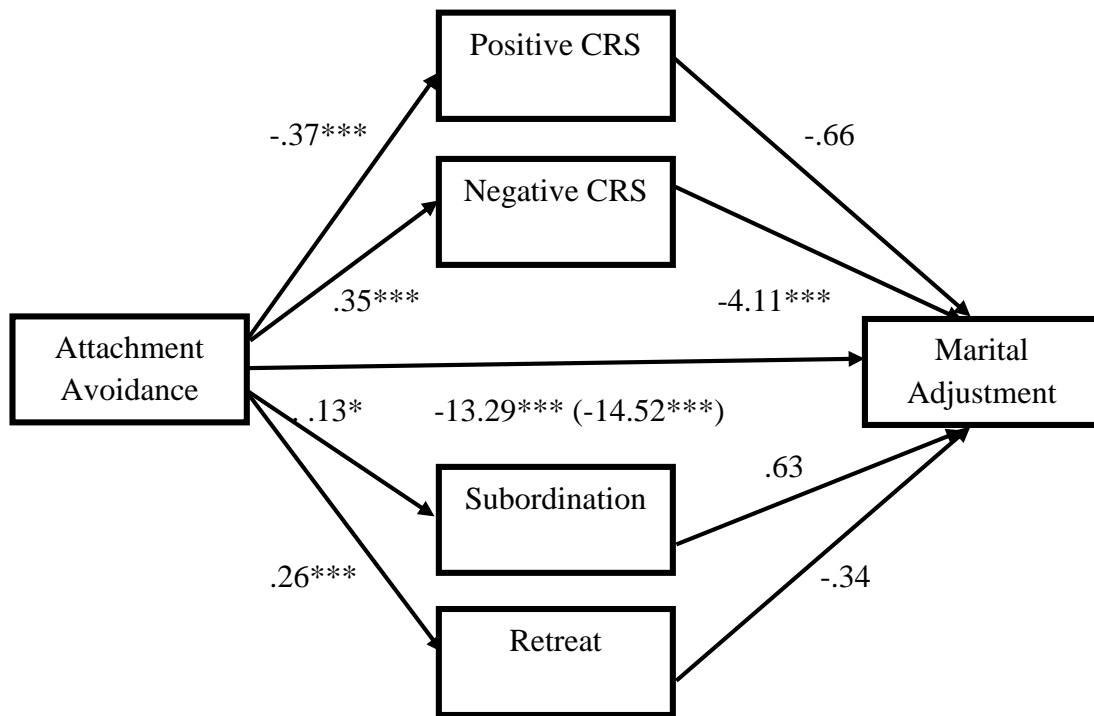 Positive CRS
-.37***
-.66
Negative CRS
.35***
-4.11***
Attachment
Avoidance
Marital
Adjustment
. .13*
-13.29*** (-14.52***)
.63
Subordination
.26***
-.34
Retreat